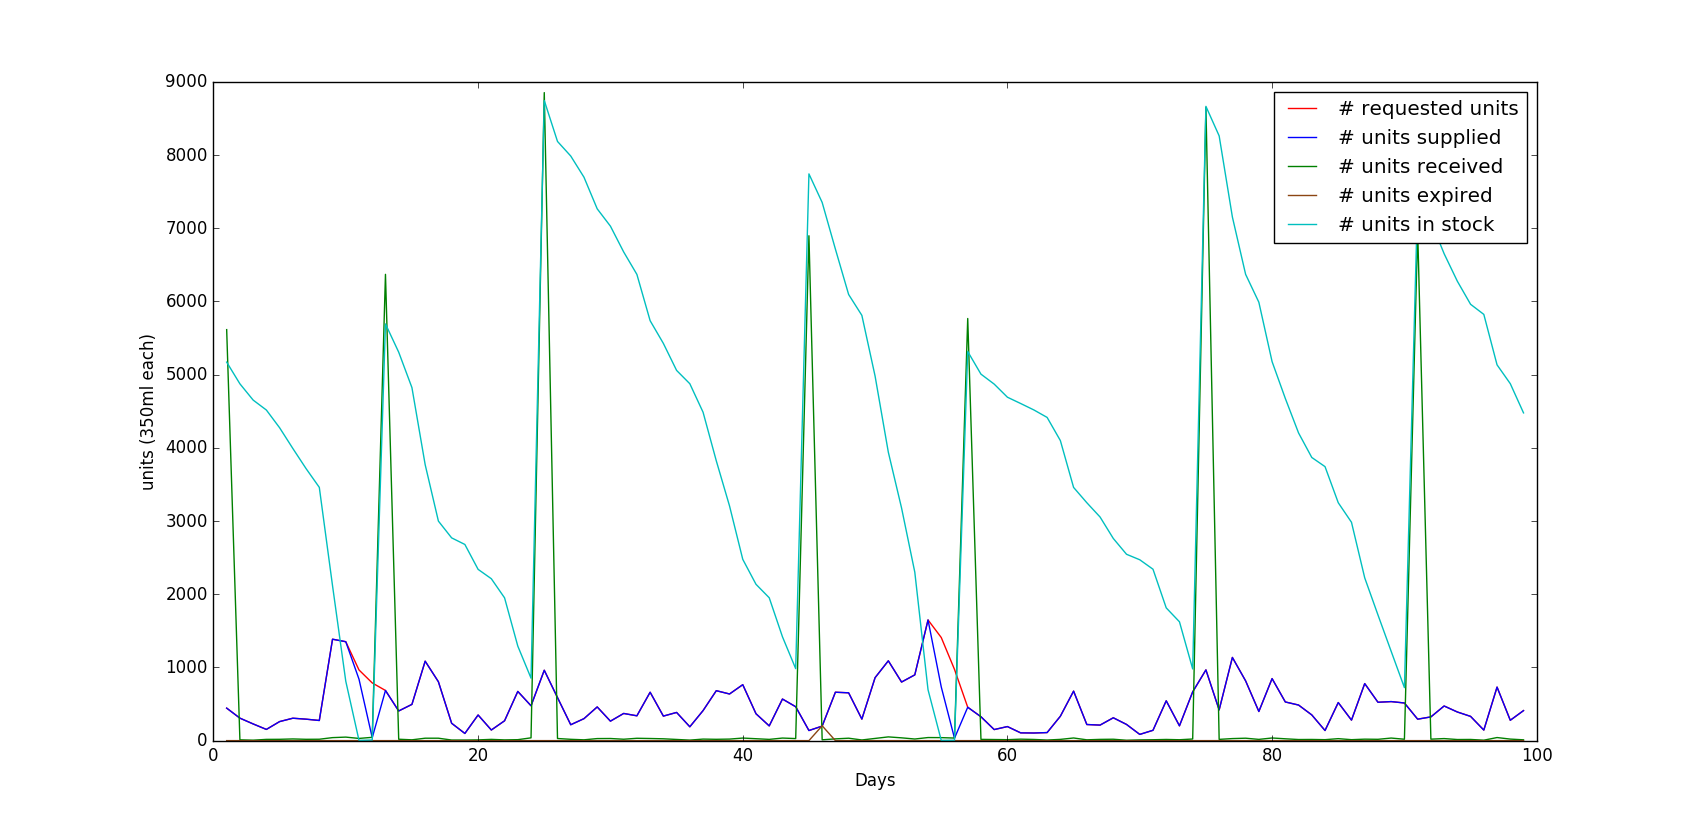 9000
8000
7000
6000
5000
4000
3000
2000
1000
0
units (350ml each)
0 20 40 60 80 100
Days
# requested units
# units supplied
# units received
# units expired
# units in stock